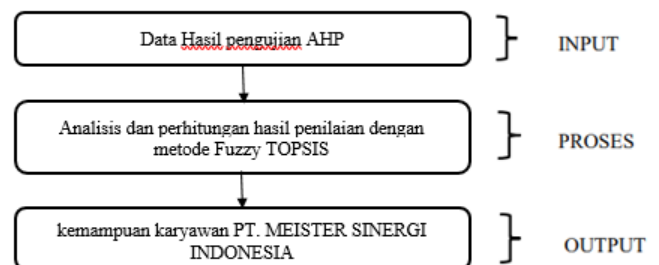 Data Hasil pengujian AHP
INPUT
Analisis dan perhitungan hasil penilaian dengan
metode Fuzzy TOPSIS
PROSES
kemampuan karyawan PT. MEISTER SINERGI
INDONESIA
OUTPUT